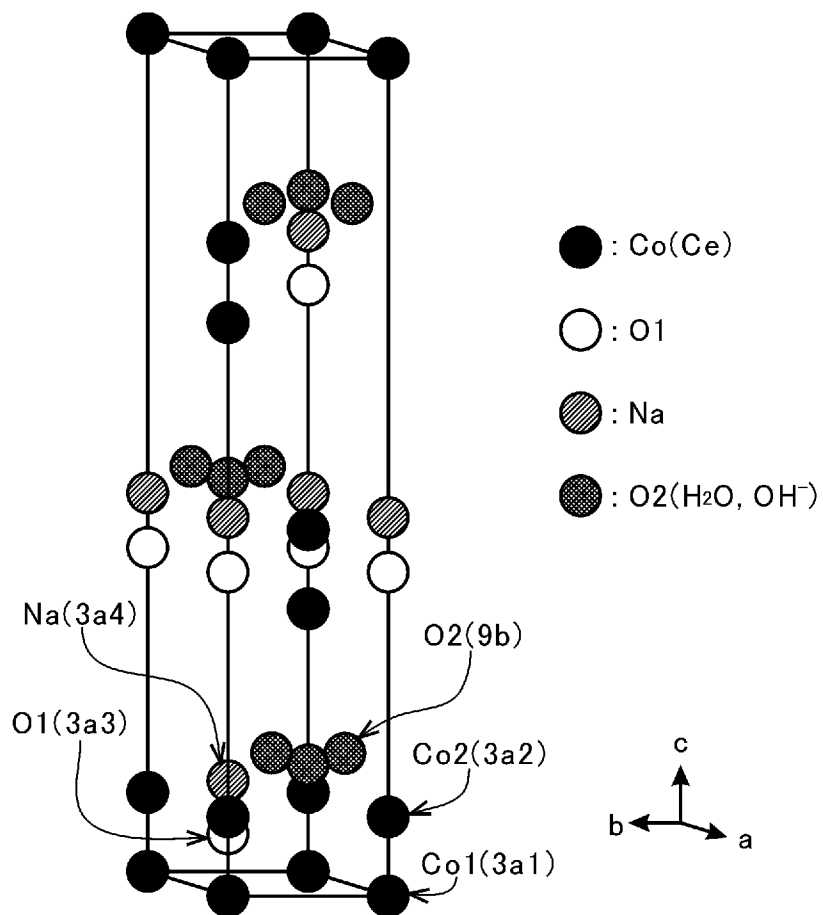 : Co(Ce)
: O1
: Na
: O2(H₂O, OH⁻)
Na(3a4)
O2(9b)
O1(3a3)
Co2(3a2)
c
b
a
Co1(3a1)